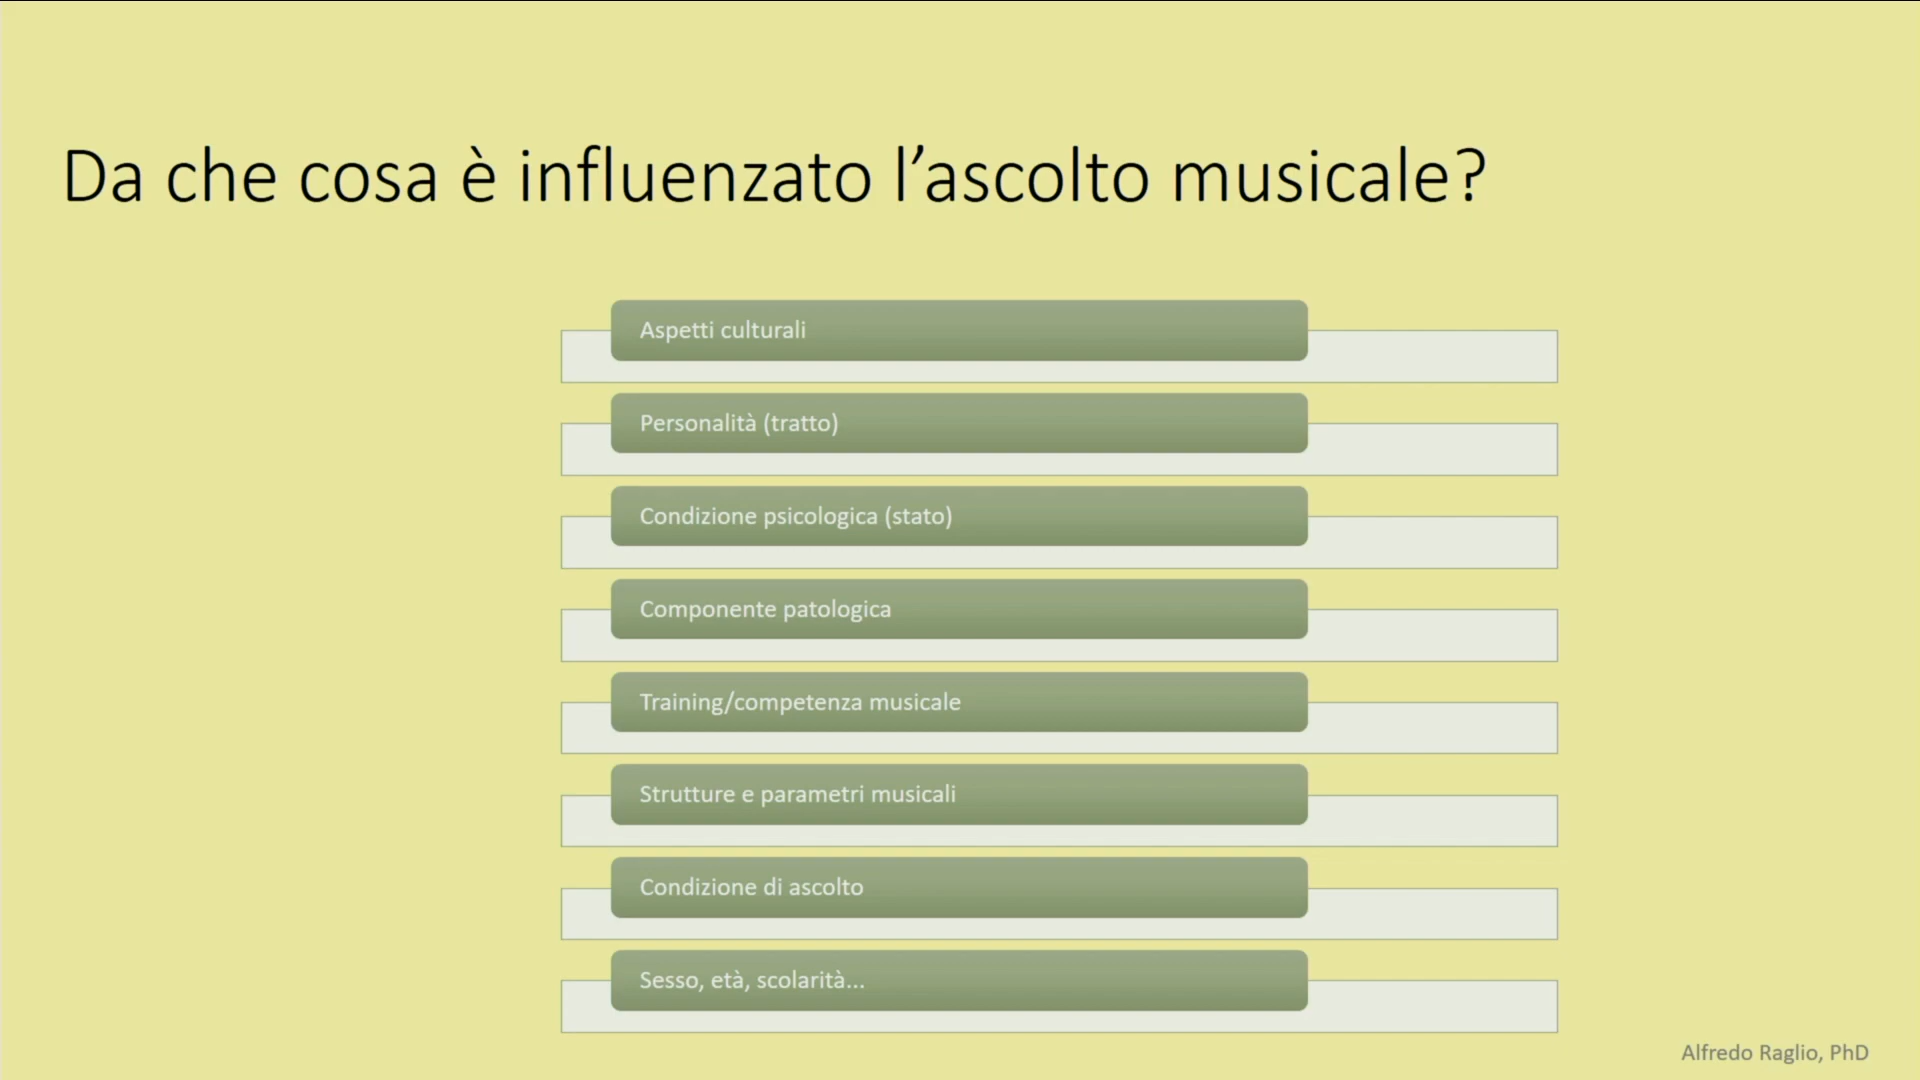 Da che cosa è influenzato l’ascolto musicale?
Aspetti culturali
Personalità (tratto)
Condizione psicologica (stato)
Componente patologica
Training/competenza musicale
Strutture e parametri musicali
Condizione di ascolto
Sesso, età, scolarità...
Alfredo Raglio, PhD